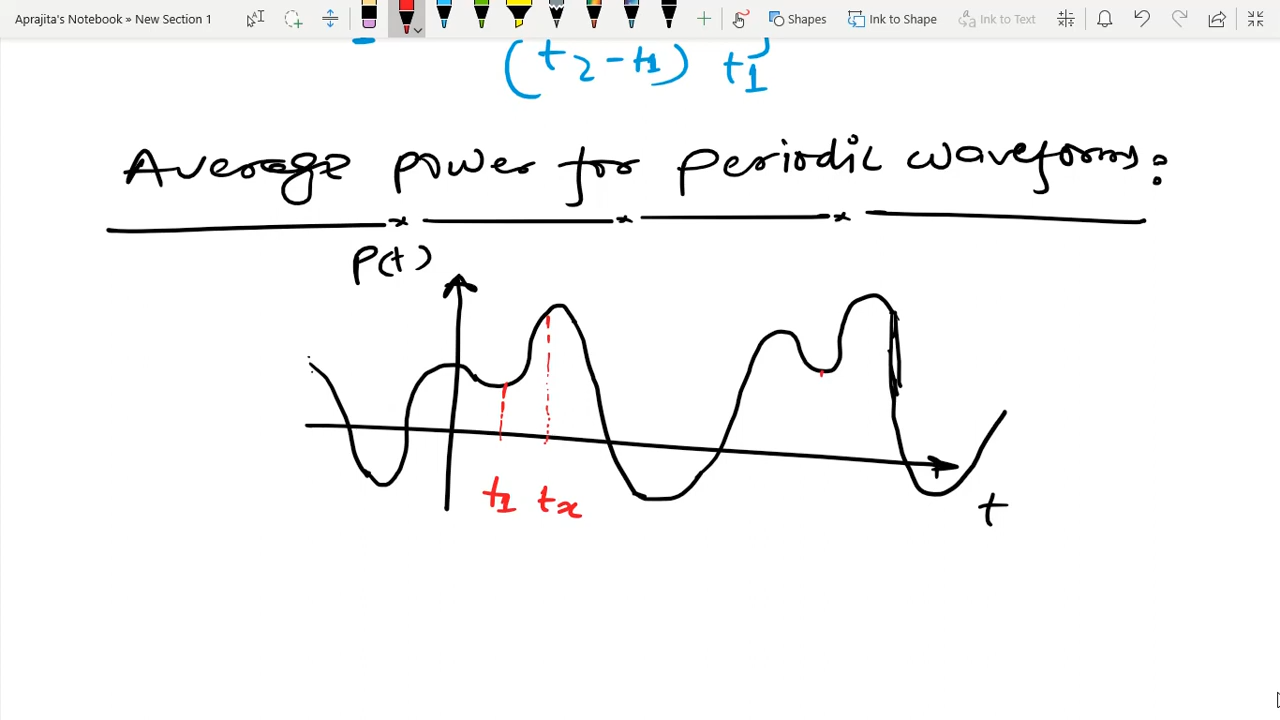 Aprajita's Notebook » New Section 1
Shapes
Ink to Shape
Ink to Text
(t2-t1) t1
Average power for periodic waveforms:
P(t)
t1 tx
t